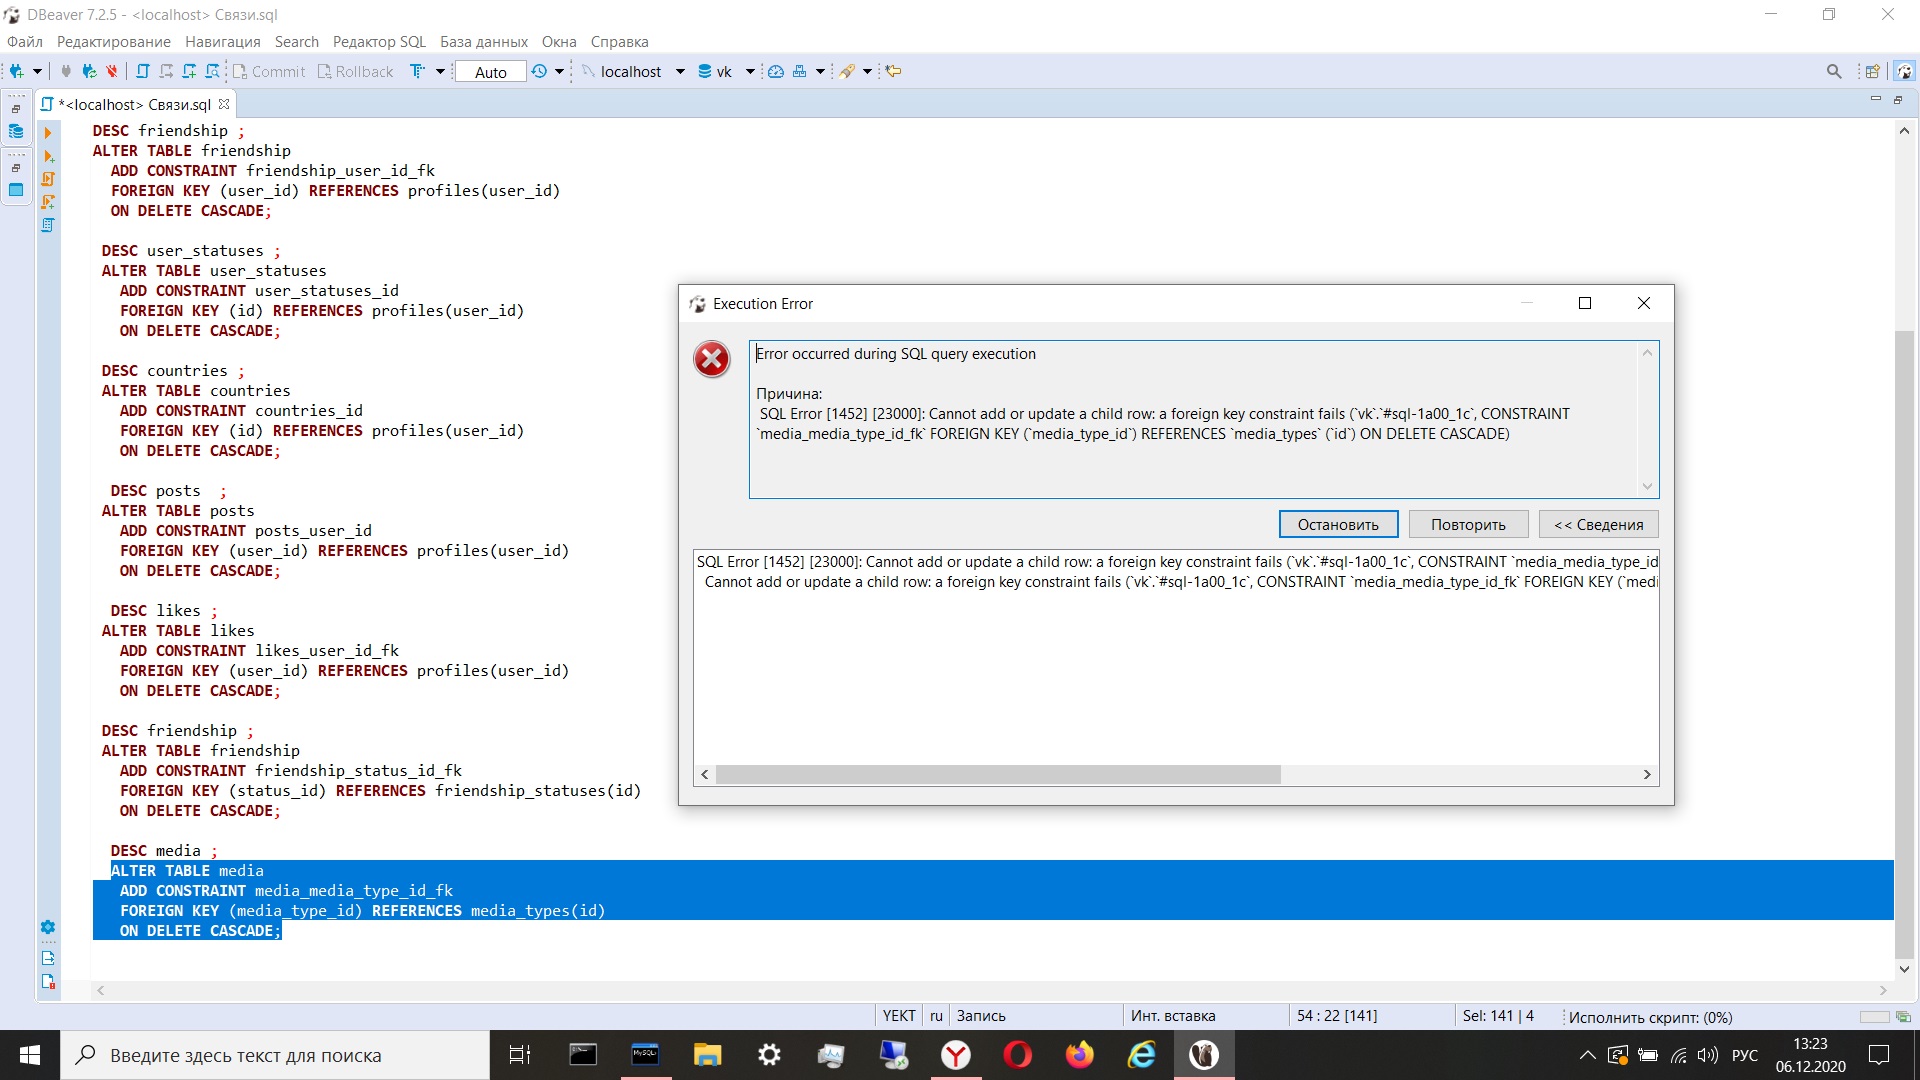 DBeaver 7.2.5 - <localhost> Связи.sql
Файл Редактирование Навигация Search Редактор SQL База данных Окна Справка
Commit Rollback Auto localhost vk
*<localhost> Связи.sql
DESC friendship ;
ALTER TABLE friendship
ADD CONSTRAINT friendship_user_id_fk
FOREIGN KEY (user_id) REFERENCES profiles(user_id)
ON DELETE CASCADE;
DESC user_statuses ;
ALTER TABLE user_statuses
ADD CONSTRAINT user_statuses_id
FOREIGN KEY (id) REFERENCES profiles(user_id)
ON DELETE CASCADE;
DESC countries ;
ALTER TABLE countries
ADD CONSTRAINT countries_id
FOREIGN KEY (id) REFERENCES profiles(user_id)
ON DELETE CASCADE;
DESC posts ;
ALTER TABLE posts
ADD CONSTRAINT posts_user_id
FOREIGN KEY (user_id) REFERENCES profiles(user_id)
ON DELETE CASCADE;
DESC likes ;
ALTER TABLE likes
ADD CONSTRAINT likes_user_id_fk
FOREIGN KEY (user_id) REFERENCES profiles(user_id)
ON DELETE CASCADE;
DESC friendship ;
ALTER TABLE friendship
ADD CONSTRAINT friendship_status_id_fk
FOREIGN KEY (status_id) REFERENCES friendship_statuses(id)
ON DELETE CASCADE;
DESC media ;
ALTER TABLE media
ADD CONSTRAINT media_media_type_id_fk
FOREIGN KEY (media_type_id) REFERENCES media_types(id)
ON DELETE CASCADE;
Execution Error
Error occurred during SQL query execution
Причина:
SQL Error [1452] [23000]: Cannot add or update a child row: a foreign key constraint fails (`vk`.`#sql-1a00_1c`, CONSTRAINT
`media_media_type_id_fk` FOREIGN KEY (`media_type_id`) REFERENCES `media_types` (`id`) ON DELETE CASCADE)
Остановить Повторить << Сведения
SQL Error [1452] [23000]: Cannot add or update a child row: a foreign key constraint fails (`vk`.`#sql-1a00_1c`, CONSTRAINT `media_media_type_id
Cannot add or update a child row: a foreign key constraint fails (`vk`.`#sql-1a00_1c`, CONSTRAINT `media_media_type_id_fk` FOREIGN KEY (`medi
YEKT ru Запись Инт. вставка 54 : 22 [141] Sel: 141 | 4 Исполнить скрипт: (0%)
Введите здесь текст для поиска
MySQL
РУС
13:23
06.12.2020